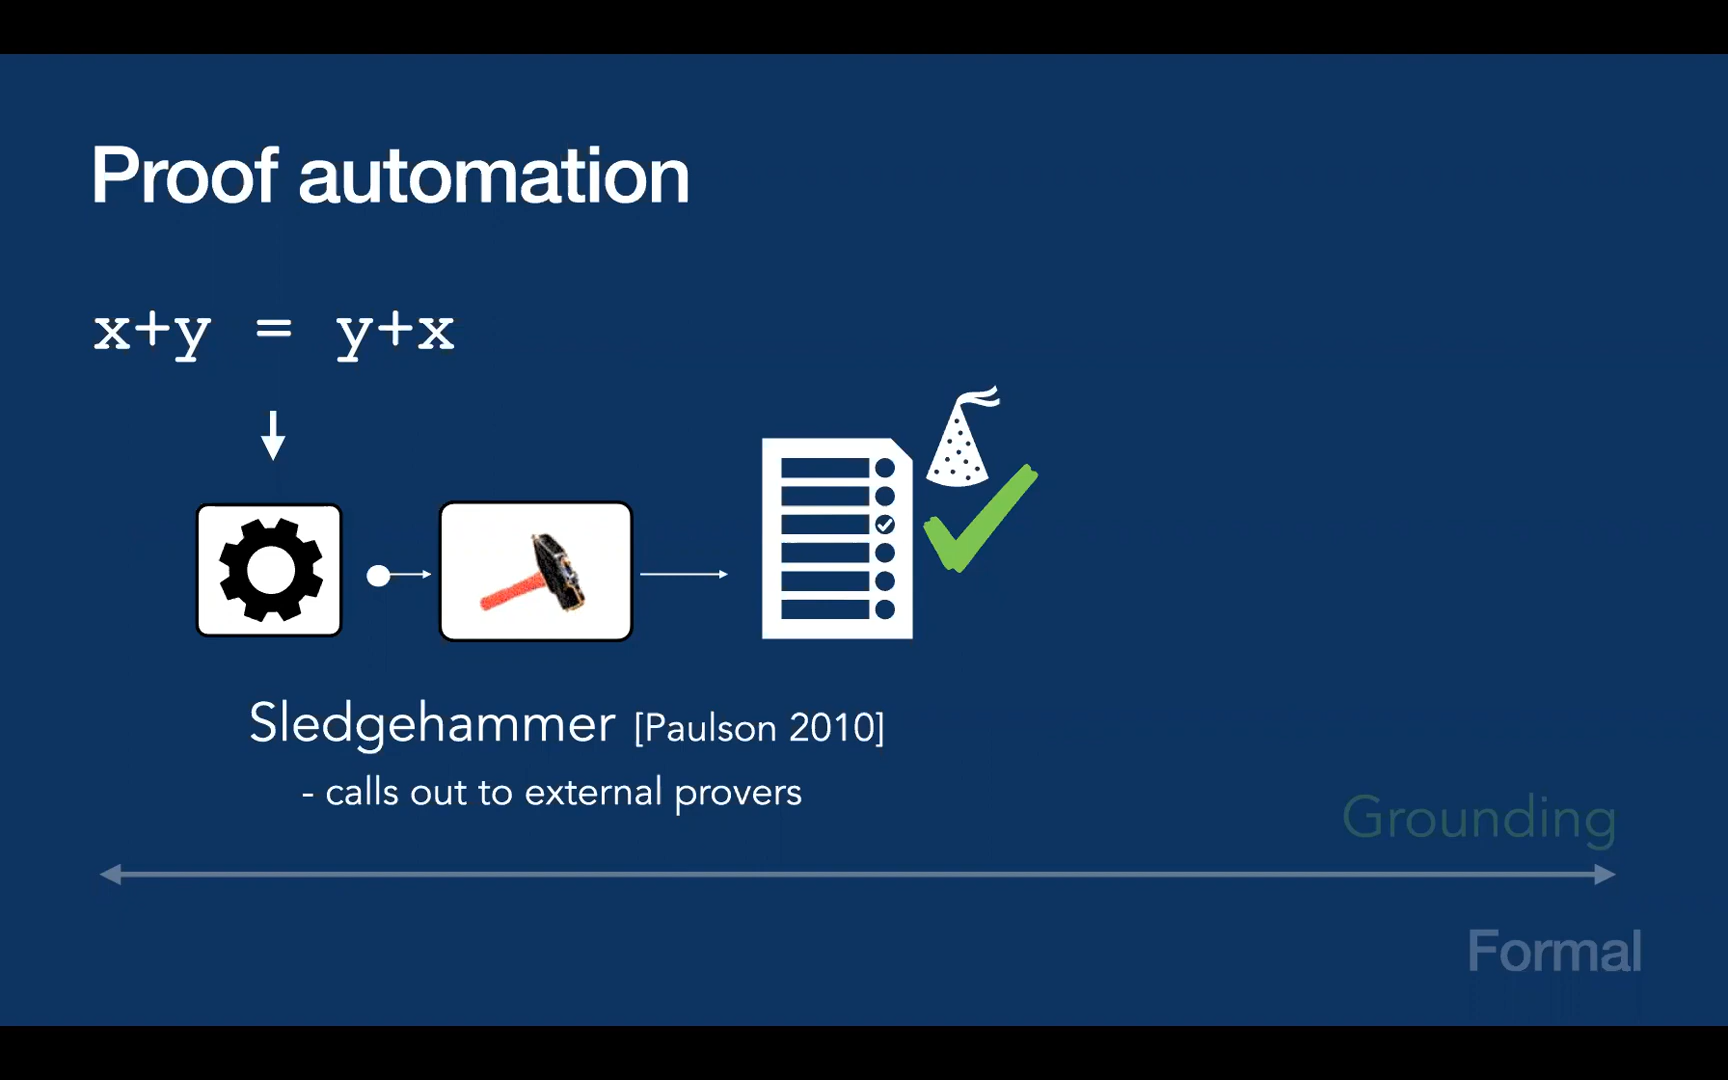 Proof automation
x+y = y+x
Sledgehammer [Paulson 2010]
- calls out to external provers
Grounding
Formal